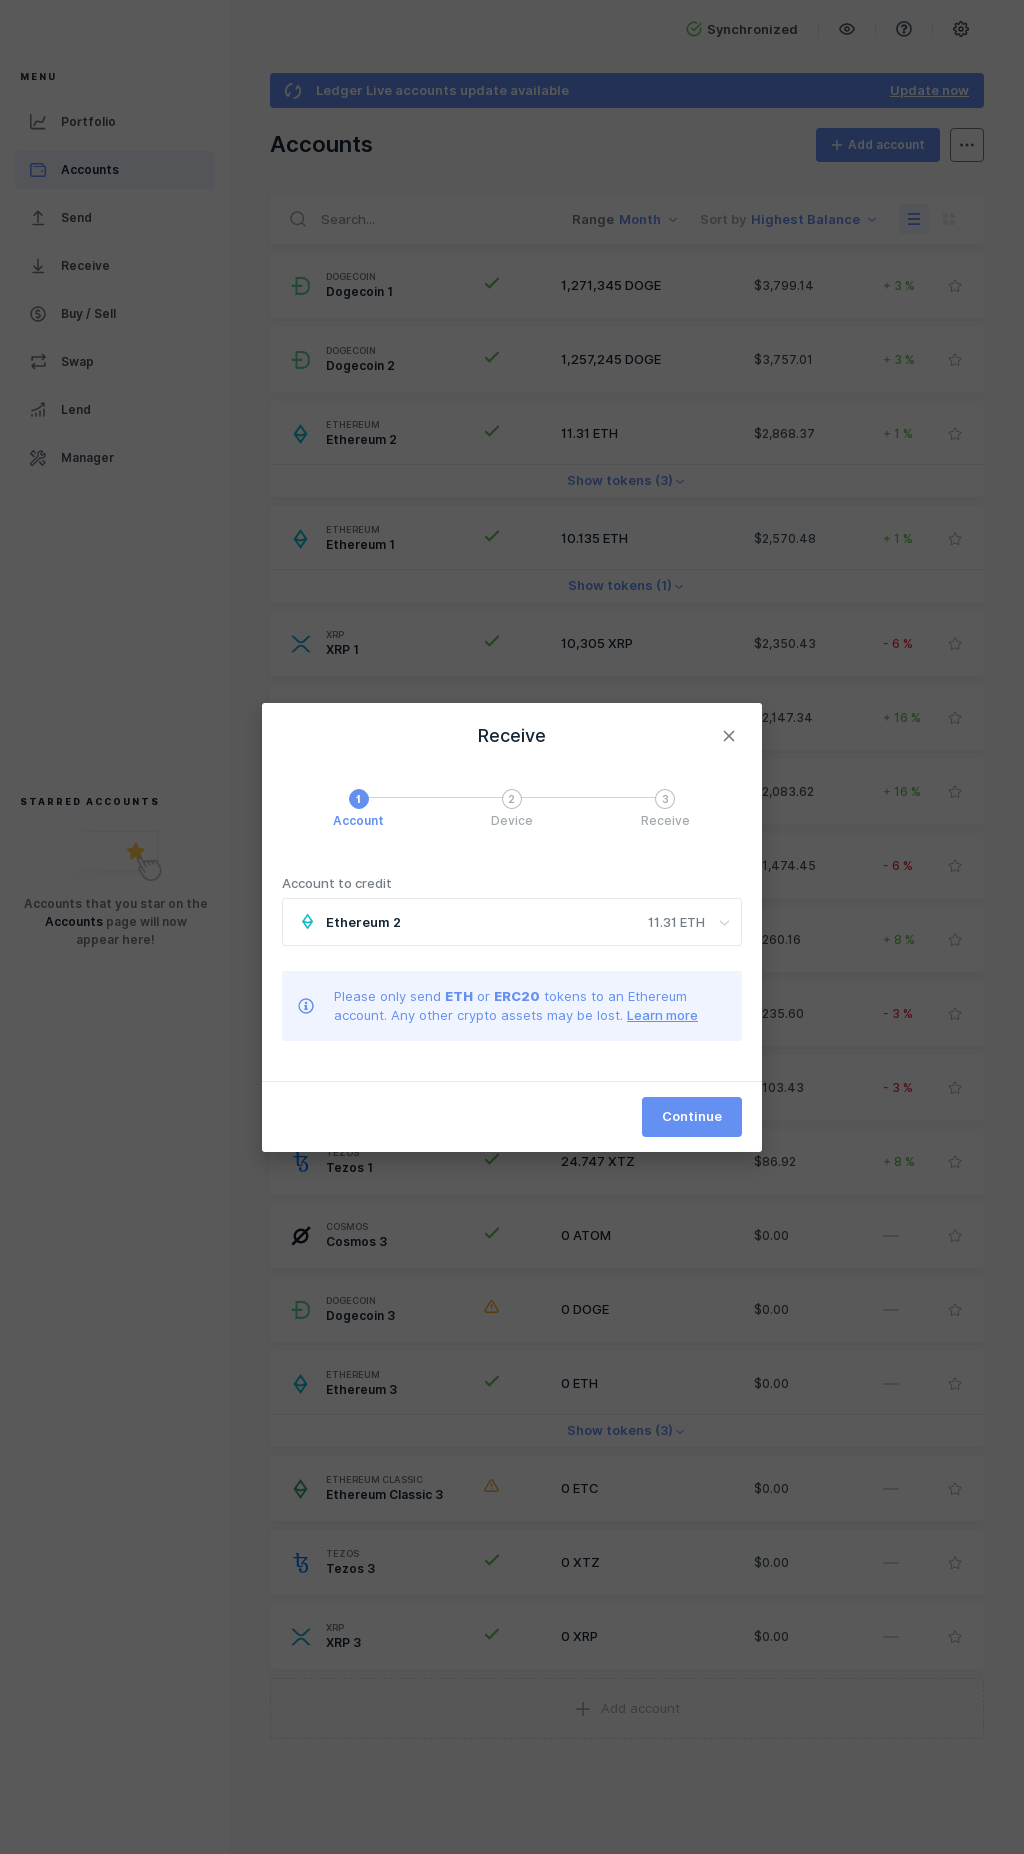 Synchronized
MENU
Portfolio
Accounts
Send
Receive
Buy / Sell
Swap
Lend
Manager
STARRED ACCOUNTS
Accounts that you star on the
Accounts page will now
appear here!
Ledger Live accounts update available
Update now
Accounts
Add account
Search...
Range Month
Sort by Highest Balance
DOGECOIN
Dogecoin 1
1,271,345 DOGE
$3,799.14
+ 3 %
DOGECOIN
Dogecoin 2
1,257,245 DOGE
$3,757.01
+ 3 %
ETHEREUM
Ethereum 2
11.31 ETH
$2,868.37
+ 1 %
Show tokens (3)
ETHEREUM
Ethereum 1
10.135 ETH
$2,570.48
+ 1 %
Show tokens (1)
XRP
XRP 1
10,305 XRP
$2,350.43
- 6 %
2,147.34
+ 16 %
2,083.62
+ 16 %
1,474.45
- 6 %
260.16
+ 8 %
235.60
- 3 %
103.43
- 3 %
Receive
1
2
3
Account
Device
Receive
Account to credit
Ethereum 2
11.31 ETH
Please only send ETH or ERC20 tokens to an Ethereum
account. Any other crypto assets may be lost. Learn more
Continue
TEZOS
Tezos 1
24.747 XTZ
$86.92
+ 8 %
COSMOS
Cosmos 3
0 ATOM
$0.00
—
DOGECOIN
Dogecoin 3
0 DOGE
$0.00
—
ETHEREUM
Ethereum 3
0 ETH
$0.00
—
Show tokens (3)
ETHEREUM CLASSIC
Ethereum Classic 3
0 ETC
$0.00
—
TEZOS
Tezos 3
0 XTZ
$0.00
—
XRP
XRP 3
0 XRP
$0.00
—
Add account